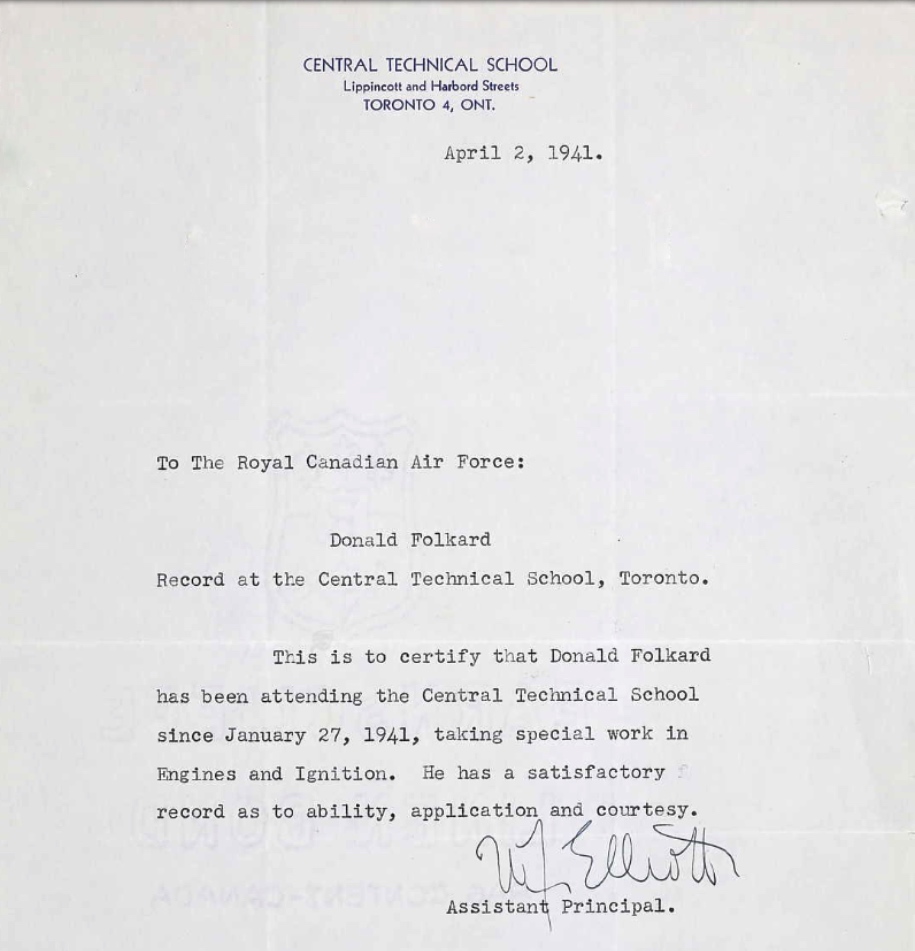 CENTRAL TECHNICAL SCHOOL
Lippincott and Harbord Streets
TORONTO 4, ONT.
April 2, 1941.
To The Royal Canadian Air Force:
Donald Folkard
Record at the Central Technical School, Toronto.
This is to certify that Donald Folkard
has been attending the Central Technical School
since January 27, 1941, taking special work in
Engines and Ignition. He has a satisfactory
record as to ability, application and courtesy.
Elliott
Assistant Principal.